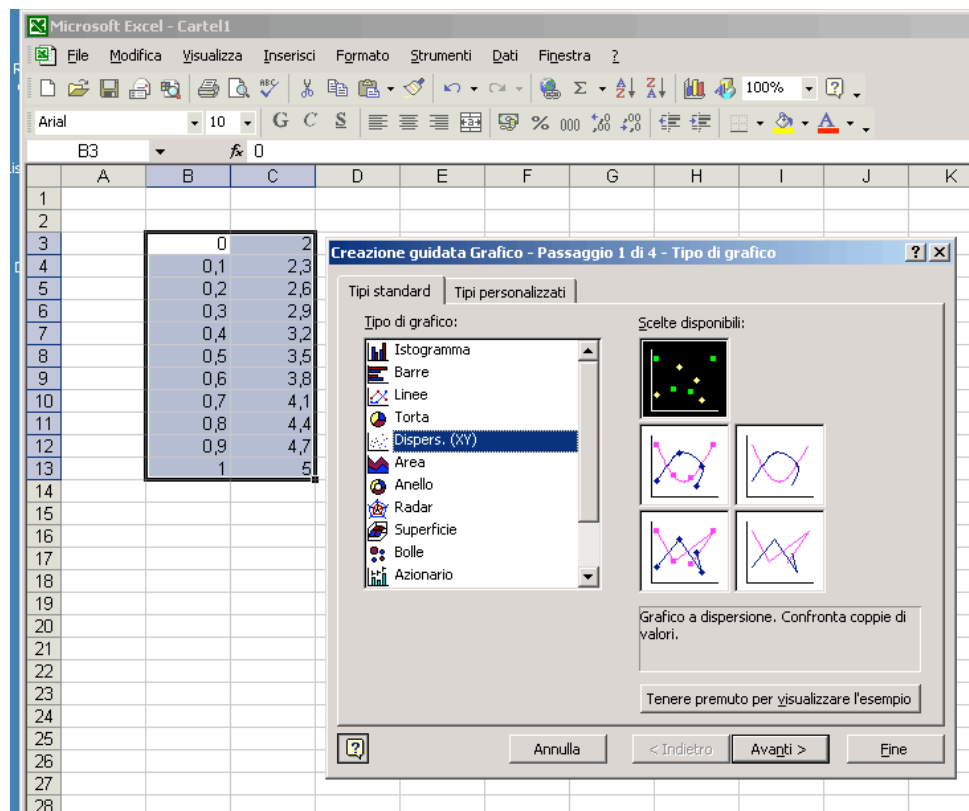 Microsoft Excel - Cartel1
File Modifica Visualizza Inserisci Formato Strumenti Dati Finestra ?
ABC Σ A Z Z A 100% ?
Arial 10 G C S % 000 A
B3 fx 0
A B C D E F G H I J K
1
2
3 0 2
4 0,1 2,3
5 0,2 2,6
6 0,3 2,9
7 0,4 3,2
8 0,5 3,5
9 0,6 3,8
10 0,7 4,1
11 0,8 4,4
12 0,9 4,7
13 1 5
14
15
16
17
18
19
20
21
22
23
24
25
26
27
28
Creazione guidata Grafico - Passaggio 1 di 4 - Tipo di grafico
Tipi standard Tipi personalizzati
Tipo di grafico:
Istogramma
Barre
Linee
Torta
Dispers. (XY)
Area
Anello
Radar
Superficie
Bolle
Azionario
Scelte disponibili:
Grafico a dispersione. Confronta coppie di
valori.
Tenere premuto per visualizzare l'esempio
Annulla < Indietro Avanti > Fine